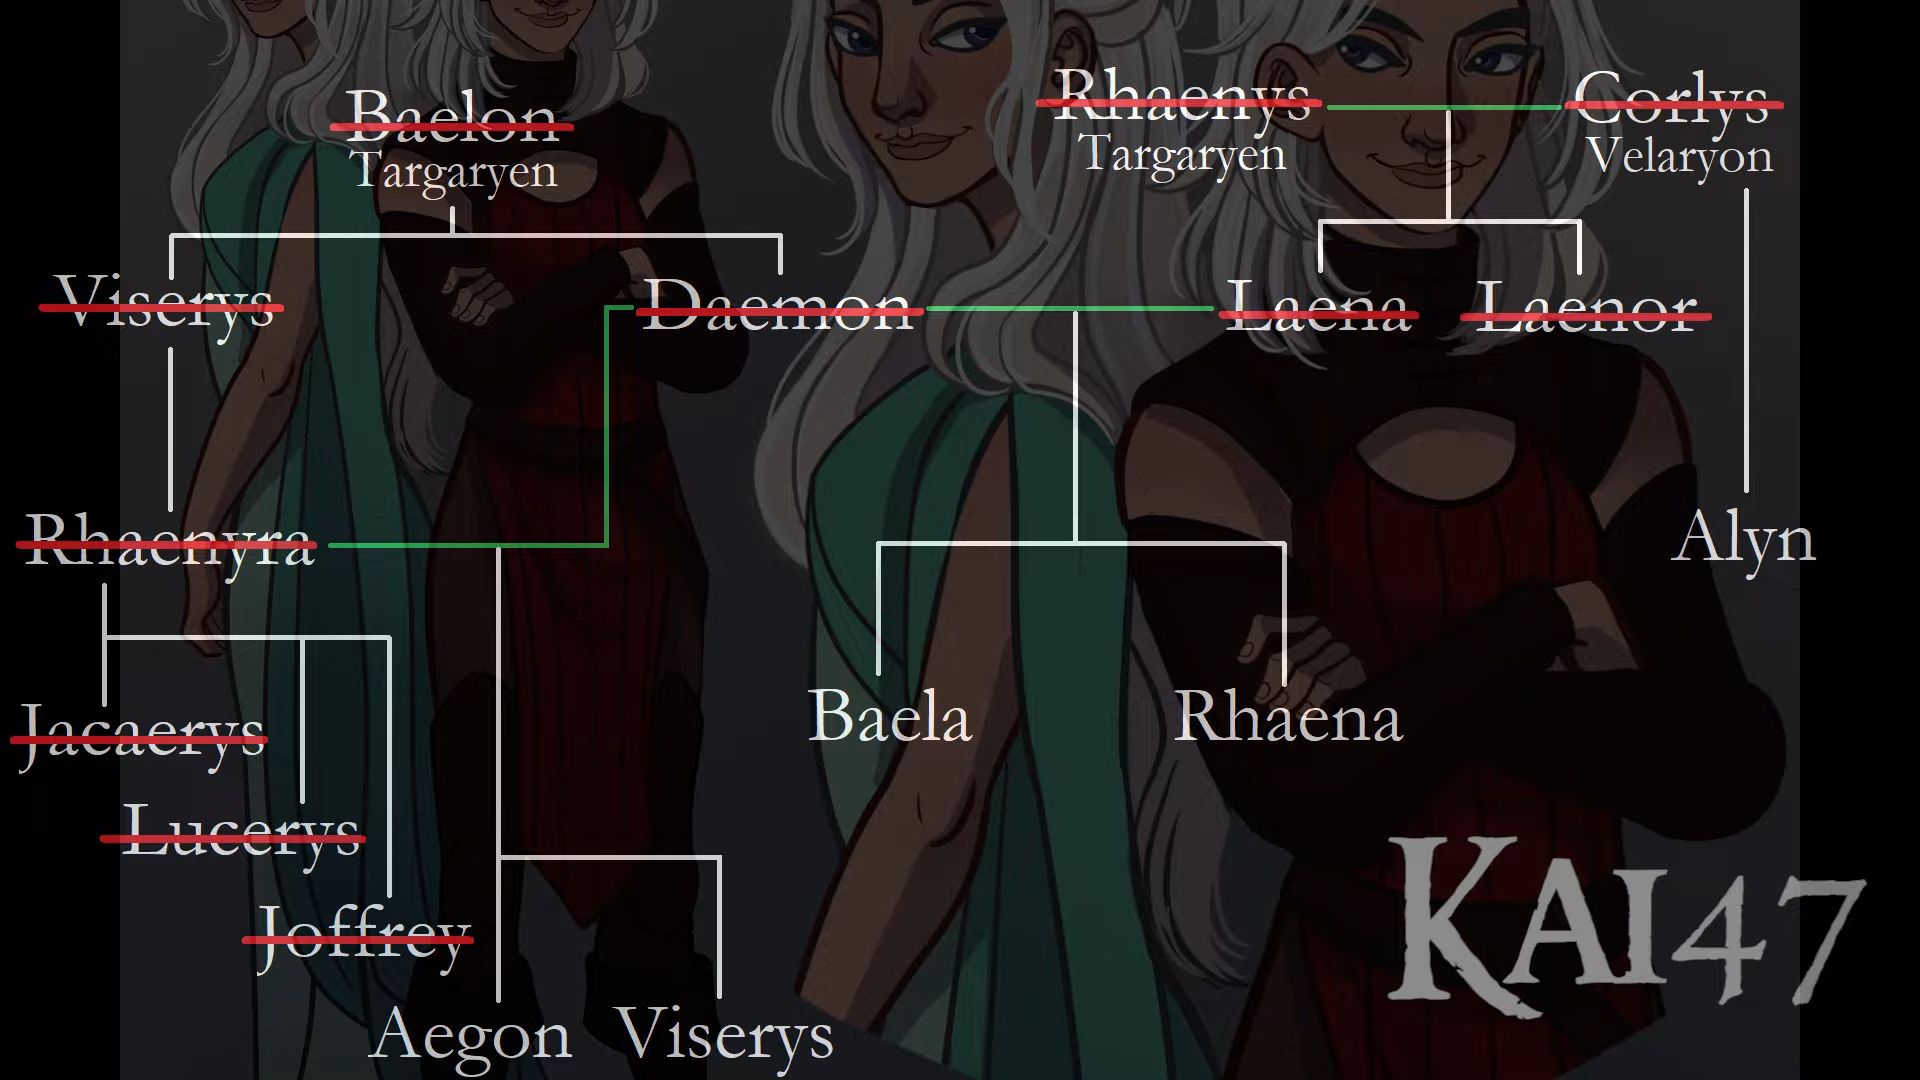 Baelon
Targaryen
Rhaenys
Targaryen
Corlys
Velaryon
Viserys
Daemon
Laena
Laenor
Rhaenyra
Alyn
Jacaerys
Baela
Rhaena
Lucerys
Joffrey
Aegon
Viserys
KAI47